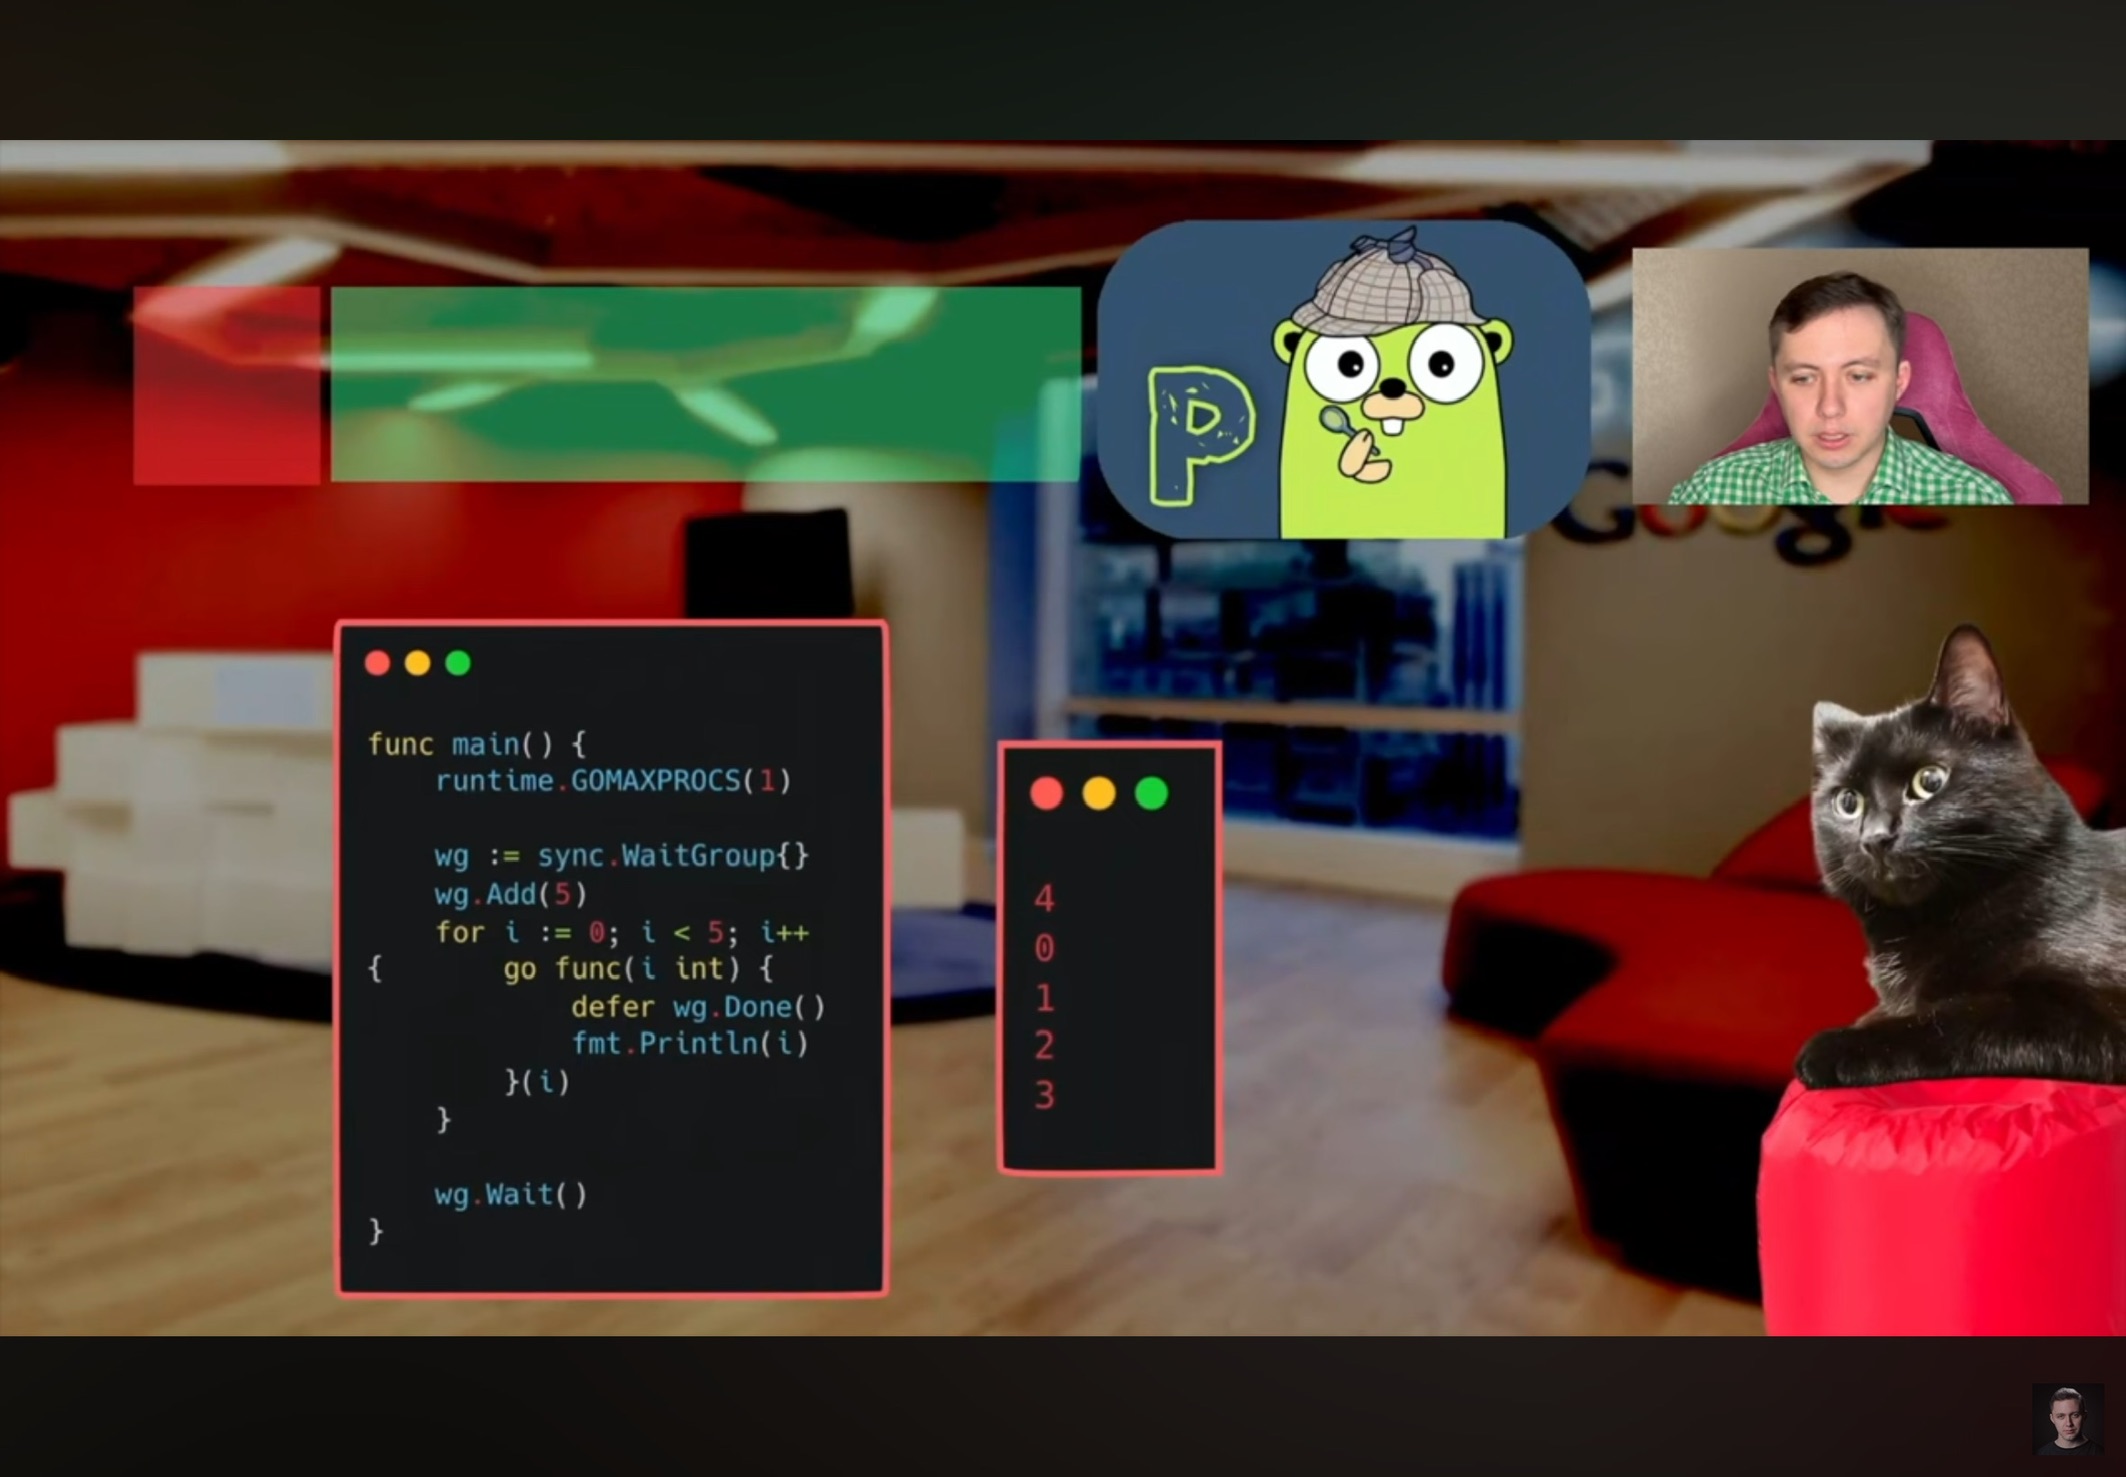 P
Google
func main() {
runtime.GOMAXPROCS(1)
wg := sync.WaitGroup{}
wg.Add(5)
for i := 0; i < 5; i++
{ go func(i int) {
defer wg.Done()
fmt.Println(i)
}(i)
}
wg.Wait()
}
4
0
1
2
3